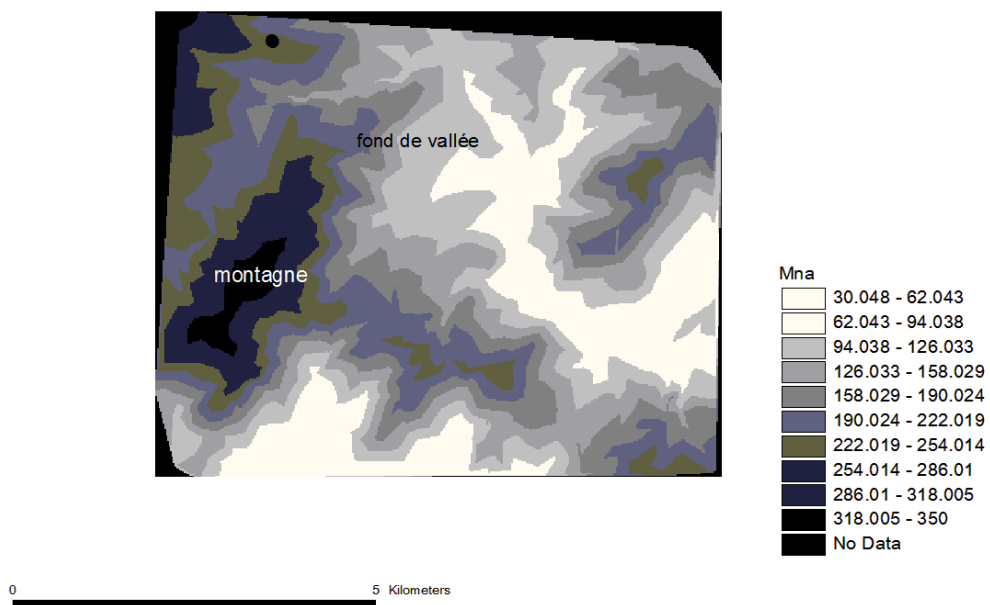 fond de vallée
montagne
Mna
30.048 - 62.043
62.043 - 94.038
94.038 - 126.033
126.033 - 158.029
158.029 - 190.024
190.024 - 222.019
222.019 - 254.014
254.014 - 286.01
286.01 - 318.005
318.005 - 350
No Data
0 5 Kilometers